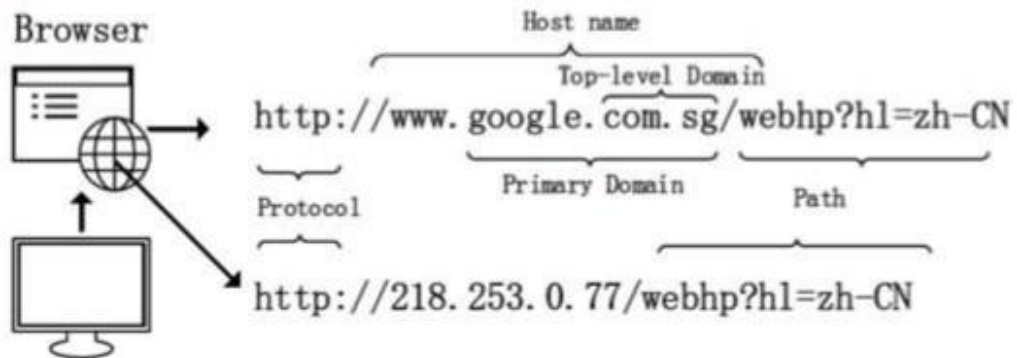 Browser
Host name
Top-level Domain
http://www.google.com.sg/webhp?hl=zh-CN
Primary Domain
Path
Protocol
http://218.253.0.77/webhp?hl=zh-CN